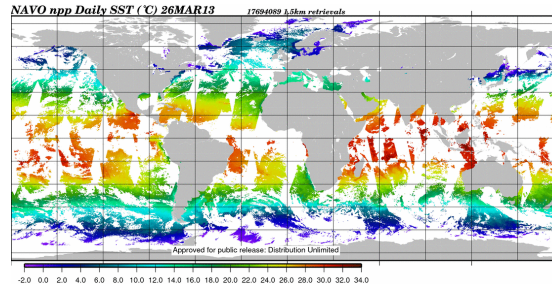 NAVO npp Daily SST (°C) 26MAR13
17694089 1.5km retrievals
Approved for public release: Distribution Unlimited
-2.0 0.0 2.0 4.0 6.0 8.0 10.0 12.0 14.0 16.0 18.0 20.0 22.0 24.0 26.0 28.0 30.0 32.0 34.0